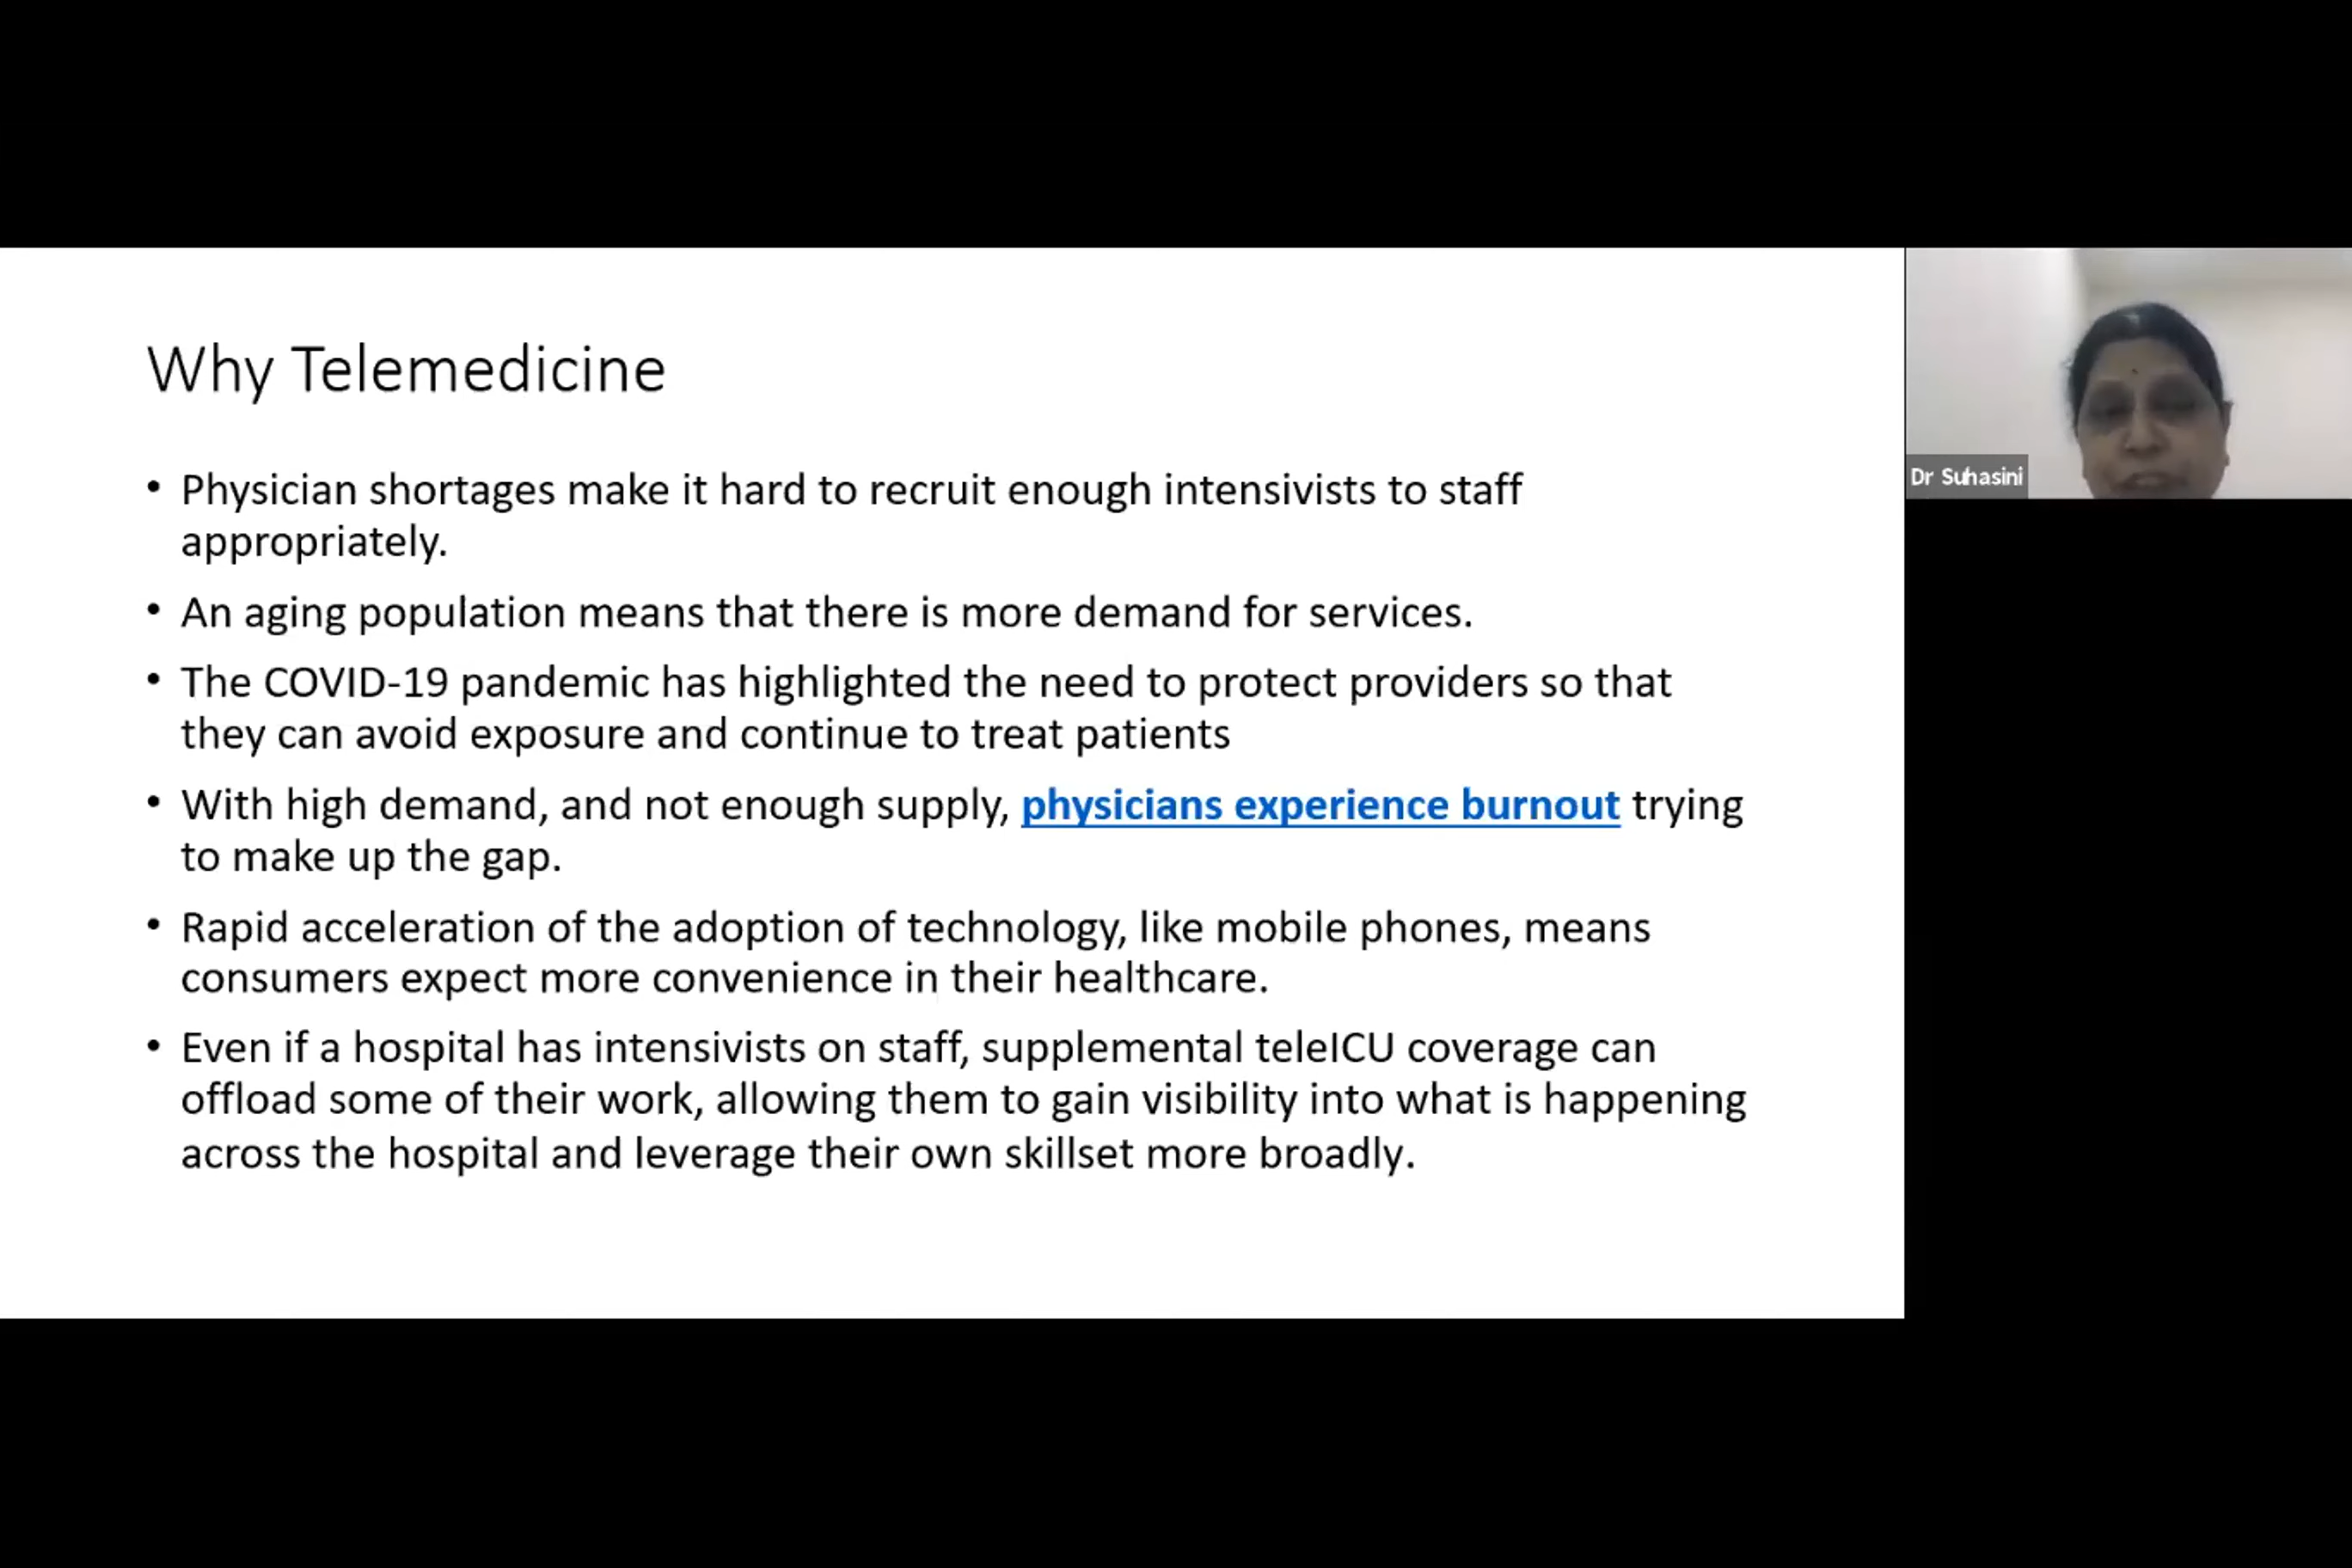 Why Telemedicine
• Physician shortages make it hard to recruit enough intensivists to staff
appropriately.
• An aging population means that there is more demand for services.
• The COVID-19 pandemic has highlighted the need to protect providers so that
they can avoid exposure and continue to treat patients
• With high demand, and not enough supply, physicians experience burnout trying
to make up the gap.
• Rapid acceleration of the adoption of technology, like mobile phones, means
consumers expect more convenience in their healthcare.
• Even if a hospital has intensivists on staff, supplemental teleICU coverage can
offload some of their work, allowing them to gain visibility into what is happening
across the hospital and leverage their own skillset more broadly.
Dr Suhasini